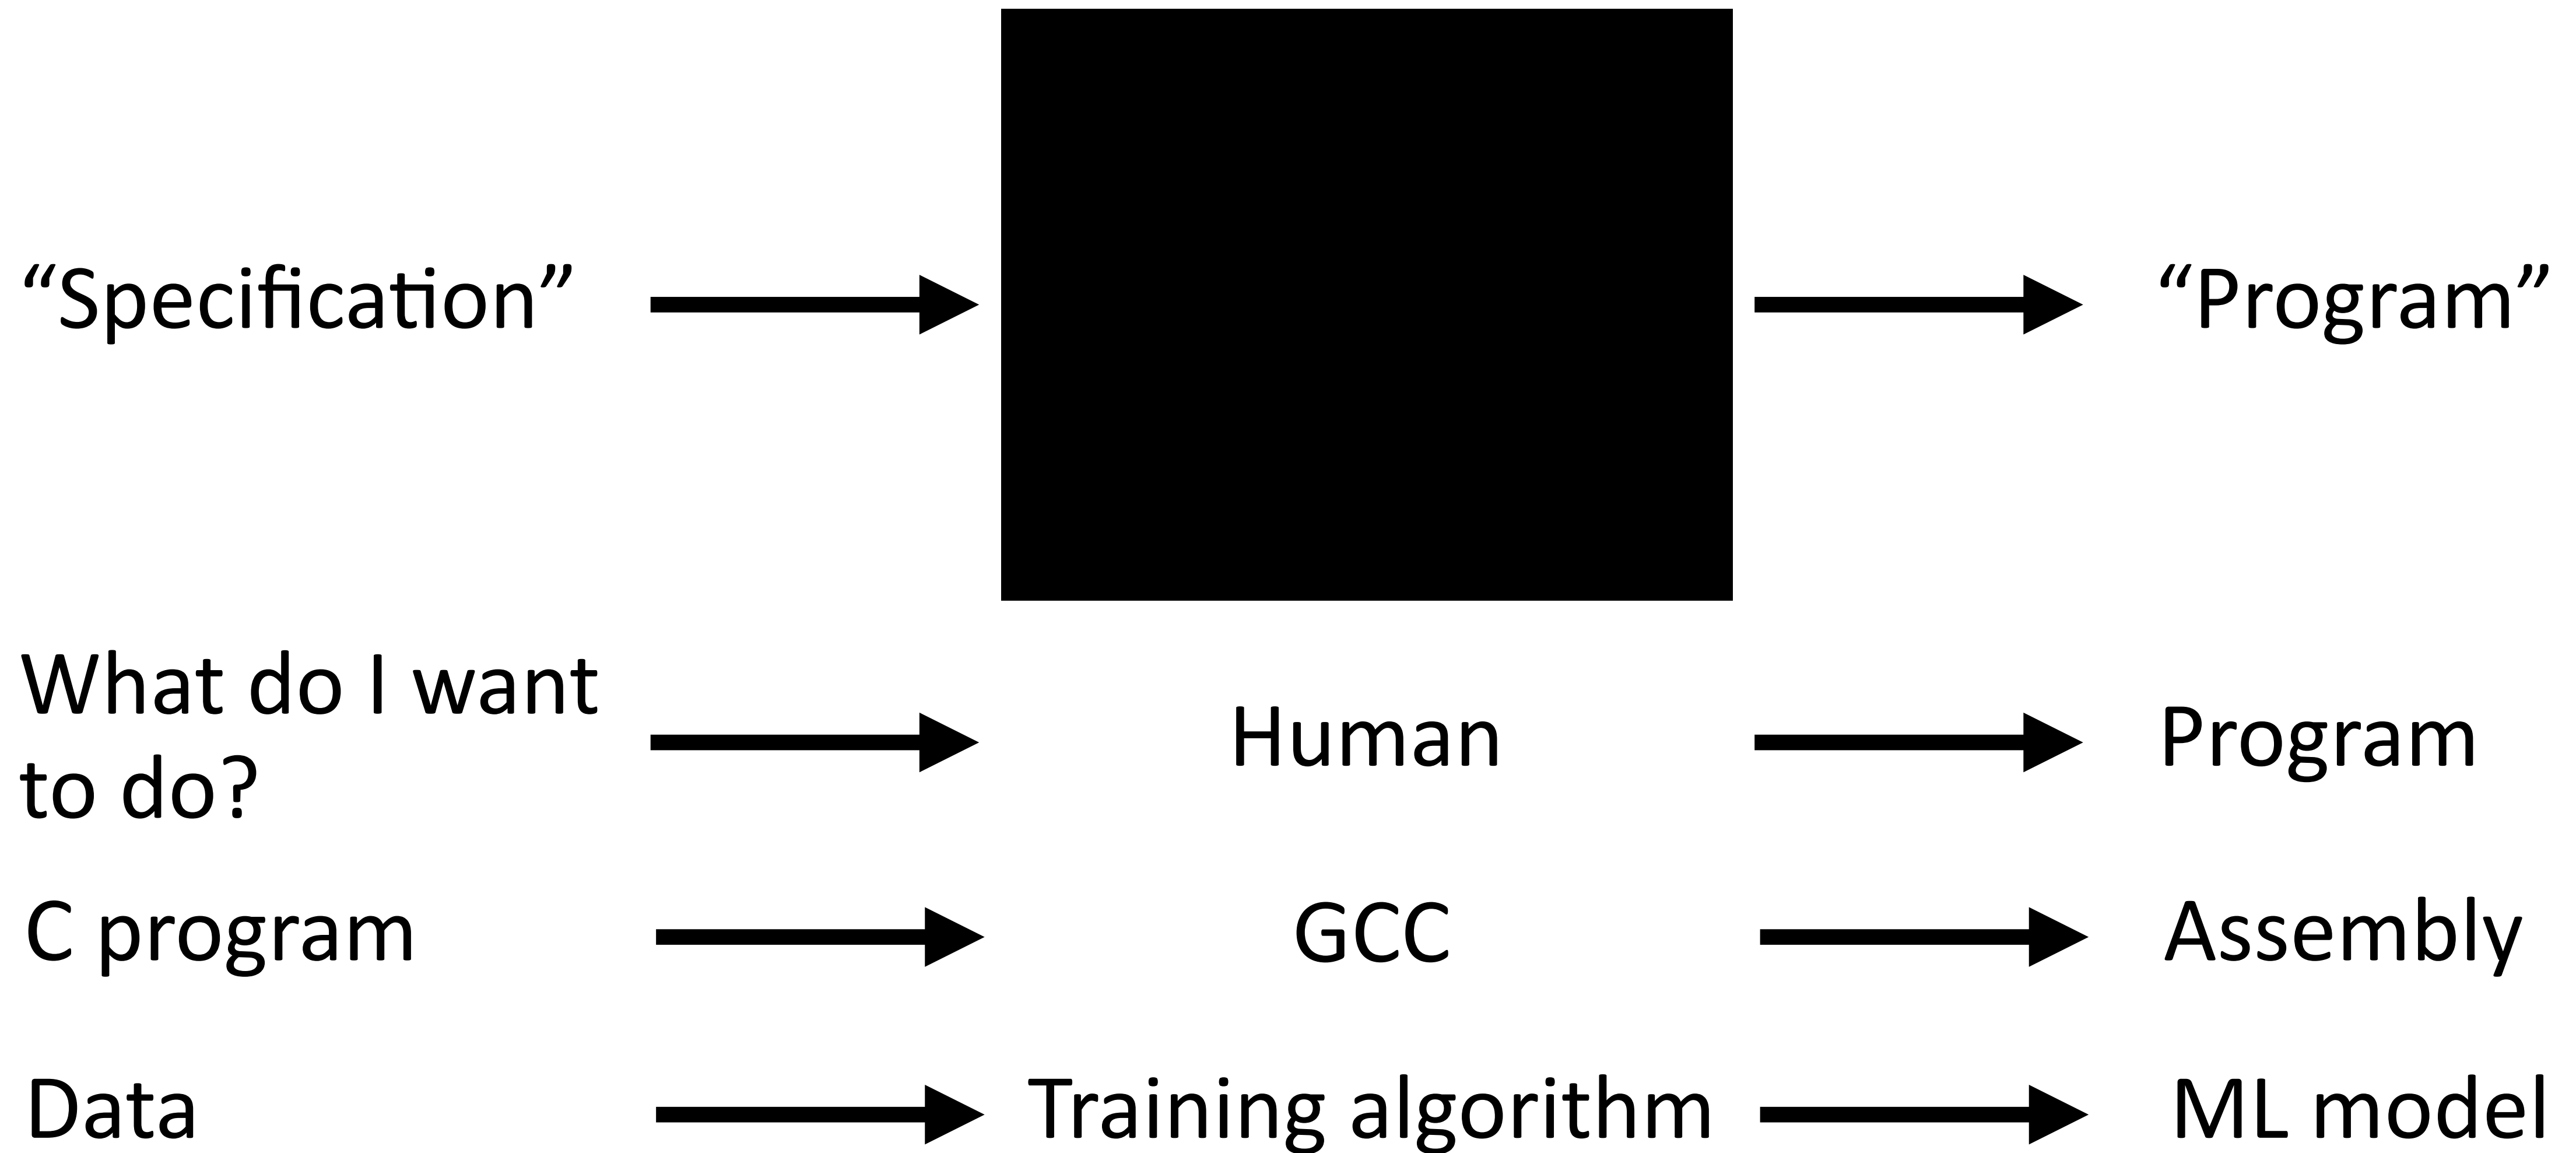 “Specification”
“Program”
What do I want
to do?
Human
Program
C program
GCC
Assembly
Data
Training algorithm
ML model